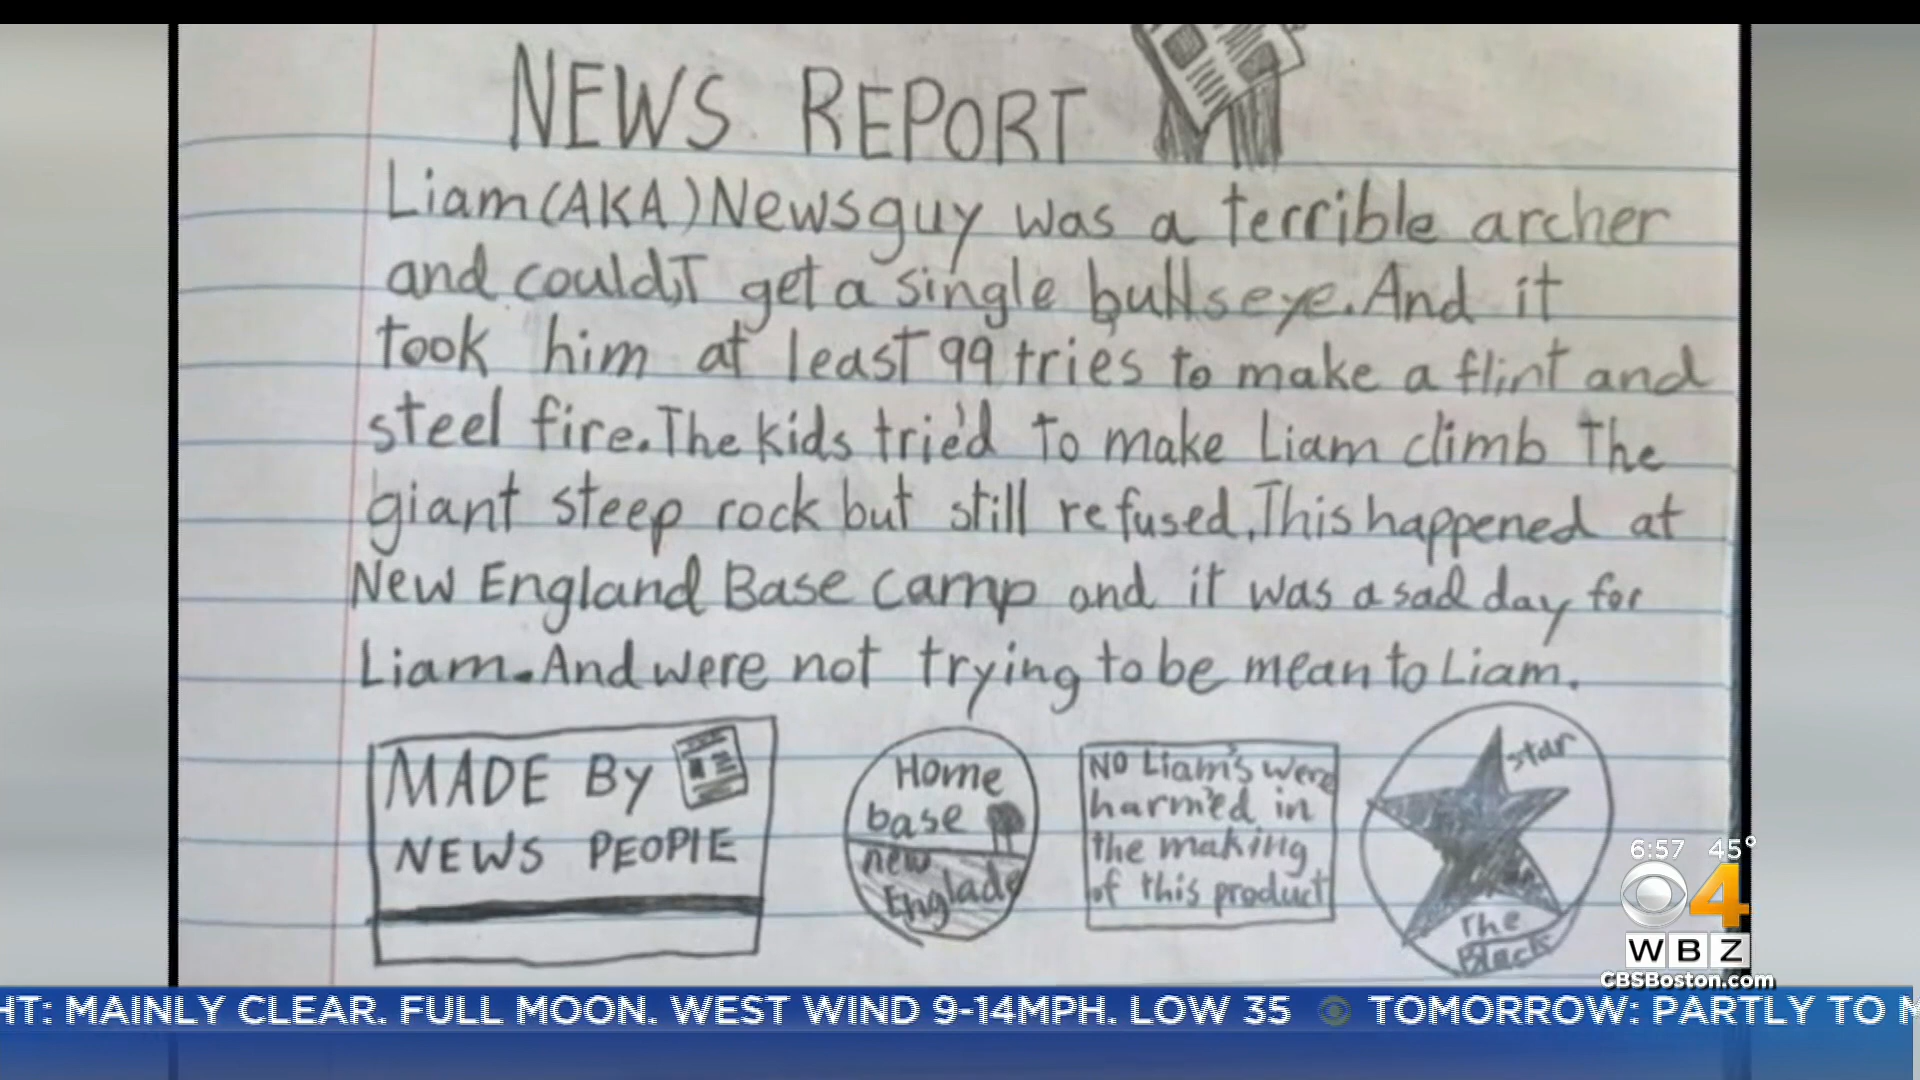 NEWS REPORT
Liam(AKA)Newsguy was a terrible archer
and could,t get a single bullseye.And it
took him at least 99 tries to make a flint and
steel fire.The kids trie'd to make Liam climb the
giant steep rock but still refused.This happened at
New England Base camp and it was a sad day for
Liam.And were not trying to be mean to Liam.
MADE By
NEWS PEOPlE
Home
base
new
Englade
NO Liam's were
harm'ed in
the making
of this product
star
The
Black
6:57 45°
4
WBZ
CBSBoston.com
HT: MAINLY CLEAR. FULL MOON. WEST WIND 9-14MPH. LOW 35 TOMORROW: PARTLY TO M